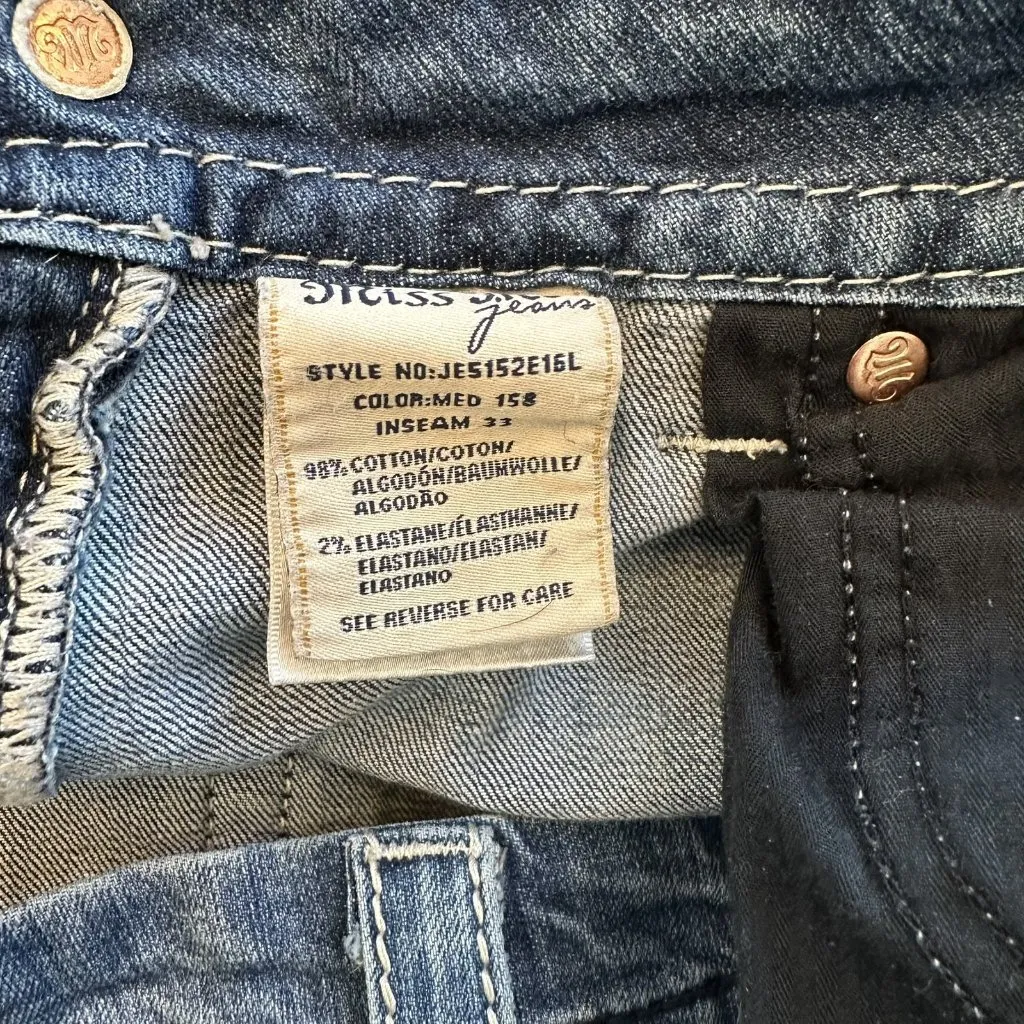 Miss
jeans
STYLE NO:JE5152E16L
COLOR:MED 158
INSEAM 33
98% COTTON/COTON/
ALGODÓN/BAUMWOLLE/
ALGODÃO
2% ELASTANE/ÉLASTHANNE/
ELASTANO/ELASTAN/
ELASTANO
SEE REVERSE FOR CARE